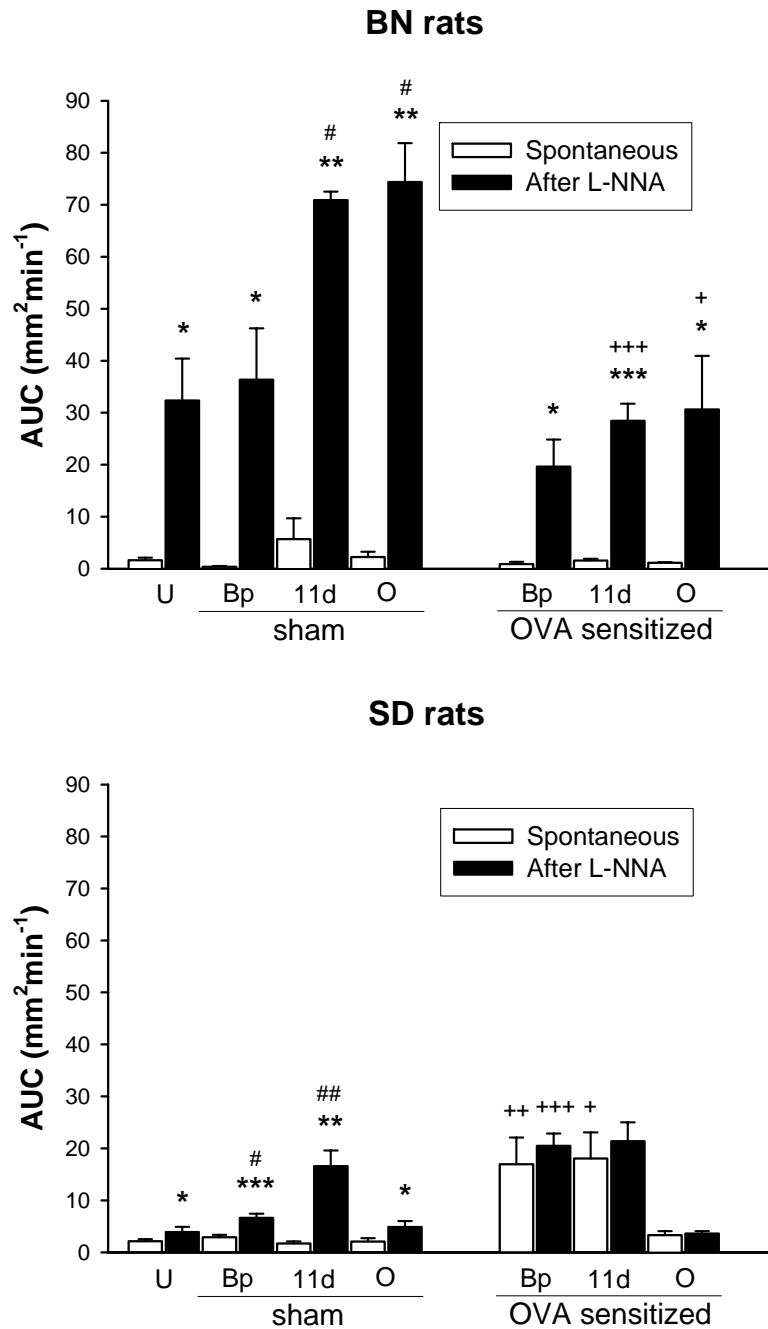 BN rats
AUC (mm²min⁻¹)
90
80
70
60
50
40
30
20
10
0
Spontaneous
After L-NNA
*
*
#
**
#
**
*
+++
***
+
*
U Bp 11d O Bp 11d O
sham OVA sensitized
SD rats
AUC (mm²min⁻¹)
90
80
70
60
50
40
30
20
10
0
Spontaneous
After L-NNA
*
#
***
##
**
*
++ +++ +
U Bp 11d O Bp 11d O
sham OVA sensitized